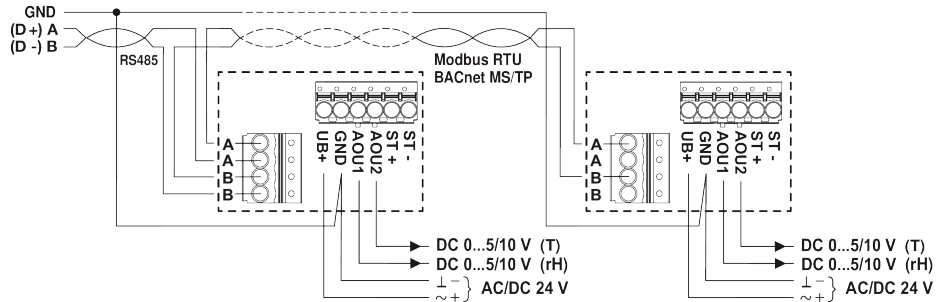 GND
(D +) A
(D -) B
RS485
Modbus RTU
BACnet MS/TP
A
A
B
B
UB+
GND
AOU1
AOU2
ST +
ST -
A
A
B
B
UB+
GND
AOU1
AOU2
ST +
ST -
DC 0...5/10 V (T)
DC 0...5/10 V (rH)
⊥ −
~ + } AC/DC 24 V
DC 0...5/10 V (T)
DC 0...5/10 V (rH)
⊥ −
~ + } AC/DC 24 V